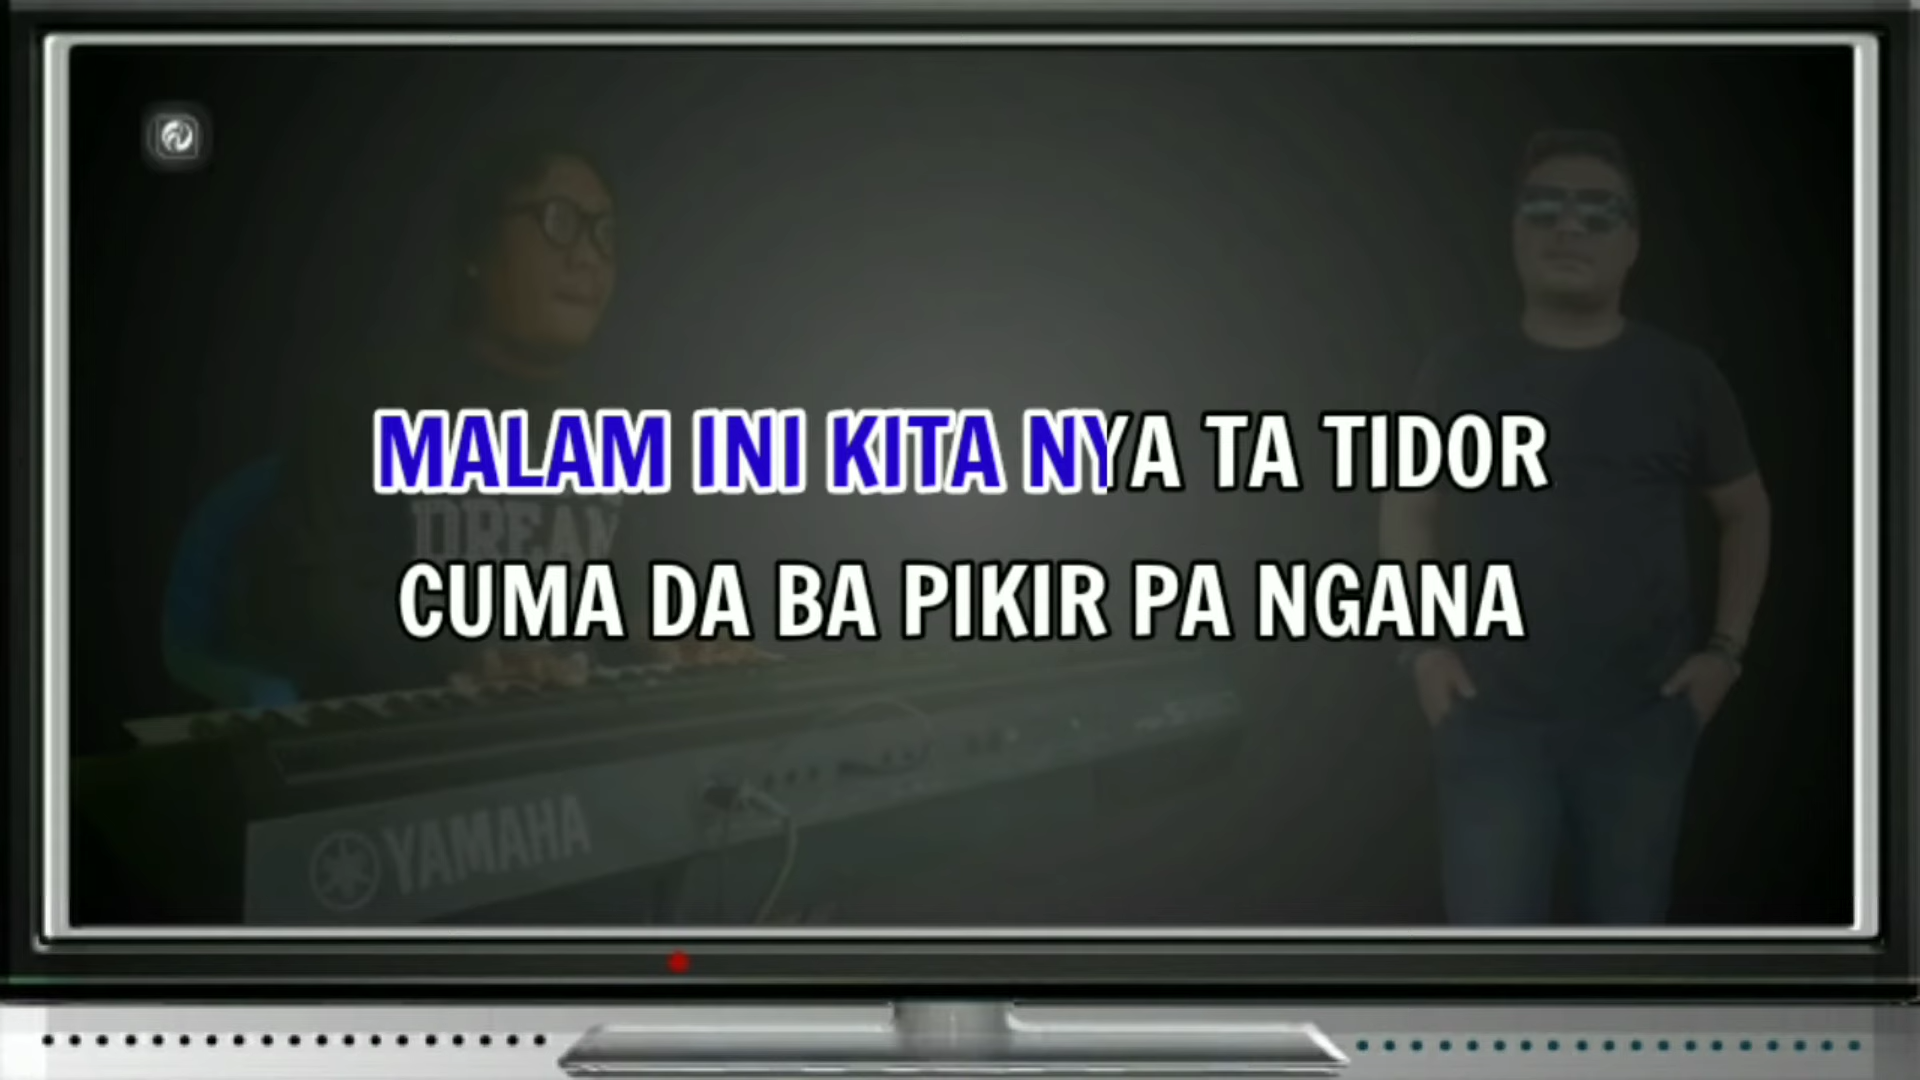 MALAM INI KITA NYA TA TIDOR
DREAM
CUMA DA BA PIKIR PA NGANA
YAMAHA